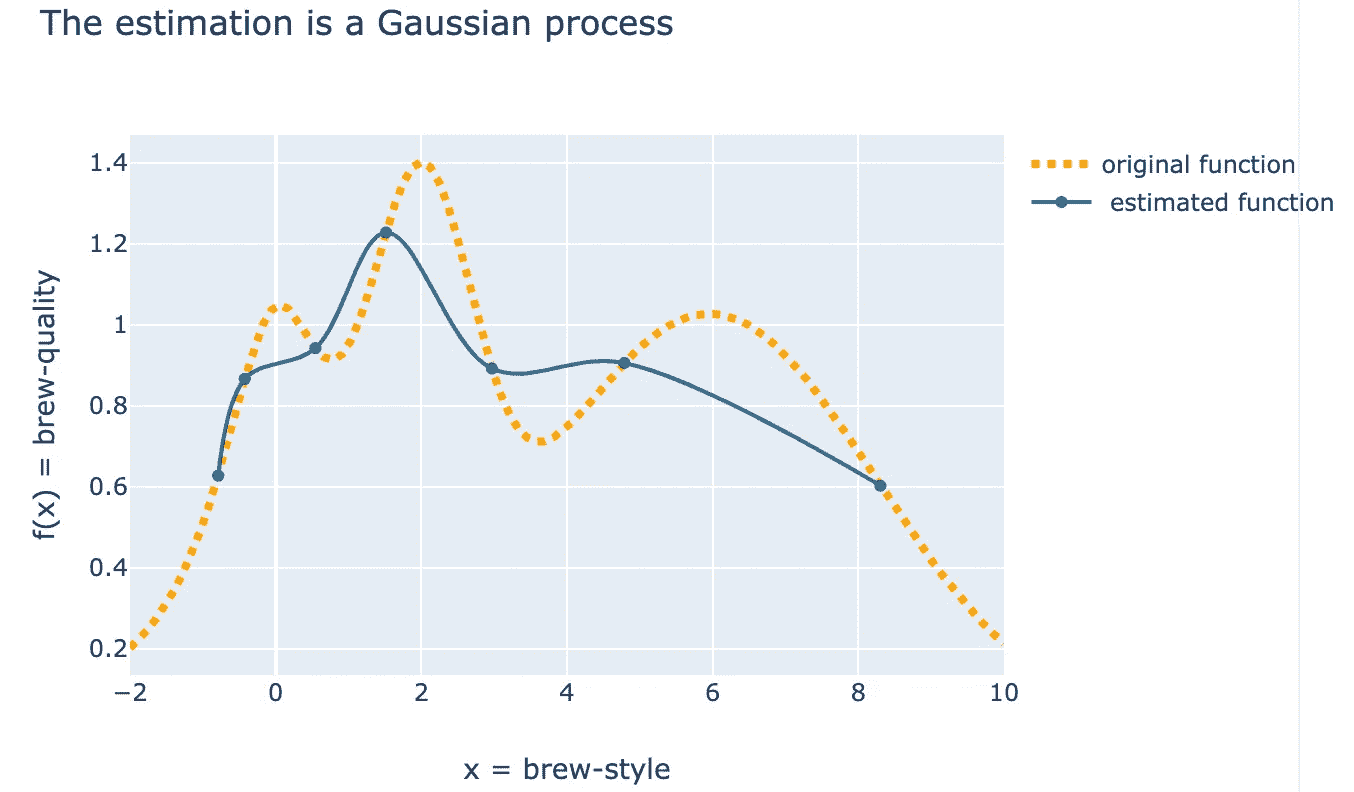 The estimation is a Gaussian process
original function
estimated function
f(x) = brew-quality
1.4
1.2
1
0.8
0.6
0.4
0.2
−2 0 2 4 6 8 10
x = brew-style